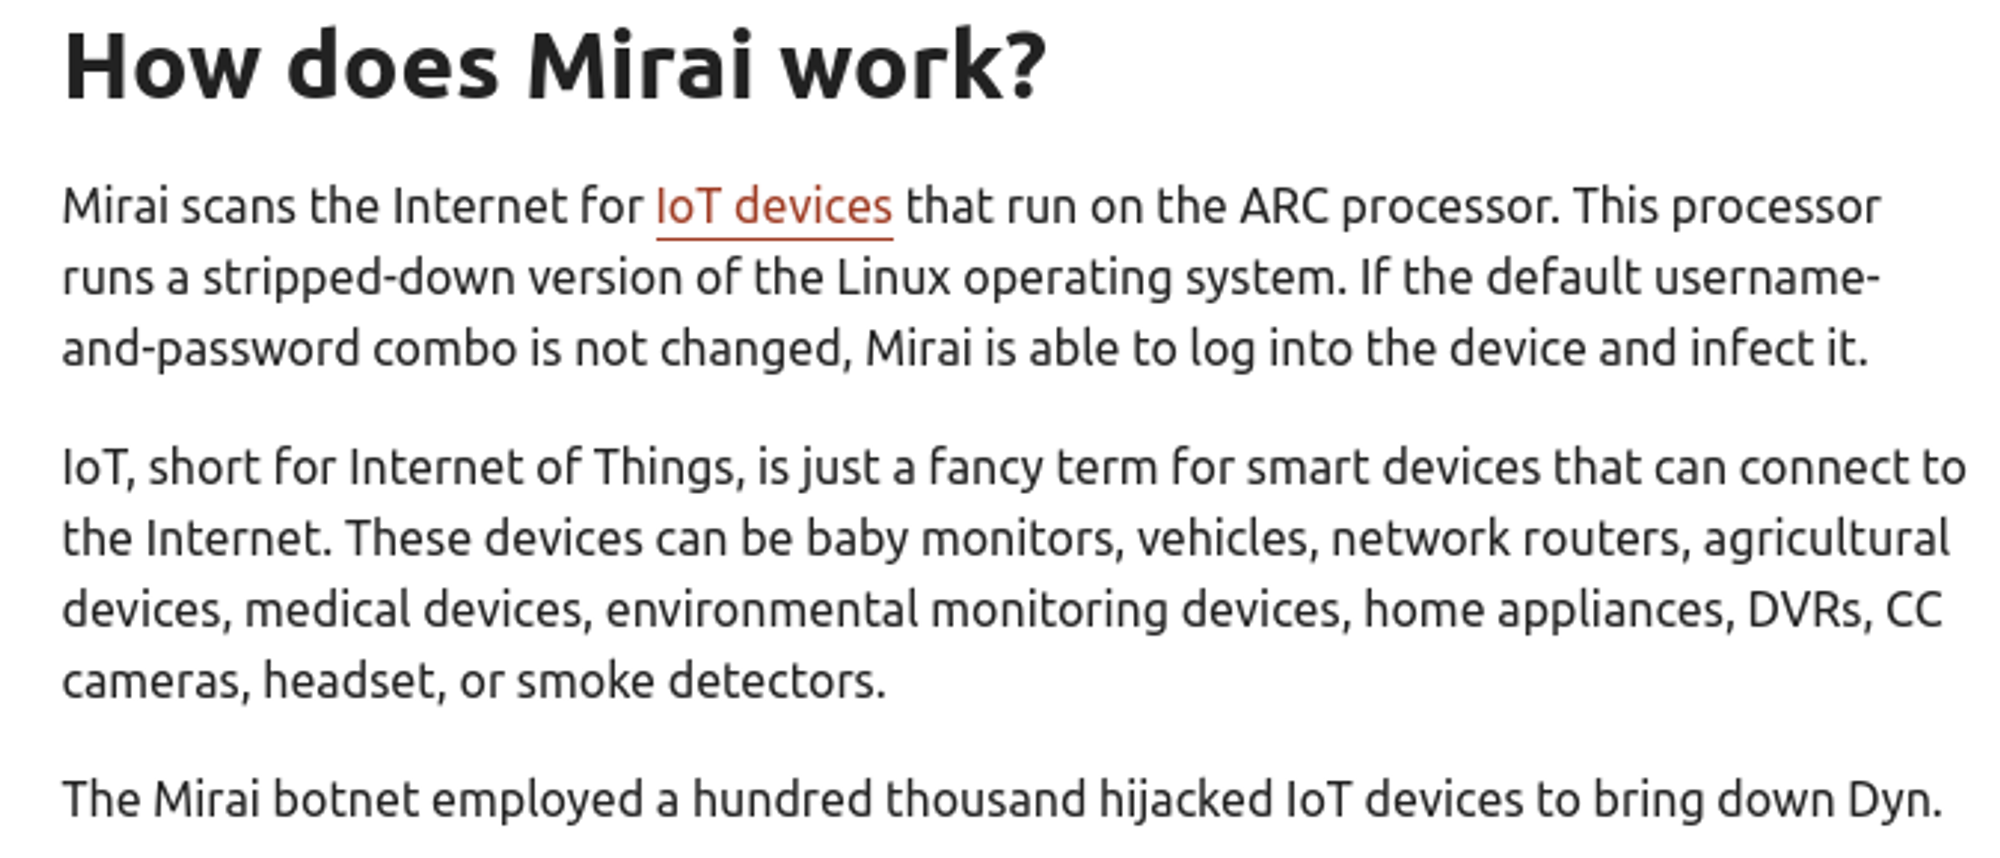 How does Mirai work?
Mirai scans the Internet for IoT devices that run on the ARC processor. This processor
runs a stripped-down version of the Linux operating system. If the default username-
and-password combo is not changed, Mirai is able to log into the device and infect it.
IoT, short for Internet of Things, is just a fancy term for smart devices that can connect to
the Internet. These devices can be baby monitors, vehicles, network routers, agricultural
devices, medical devices, environmental monitoring devices, home appliances, DVRs, CC
cameras, headset, or smoke detectors.
The Mirai botnet employed a hundred thousand hijacked IoT devices to bring down Dyn.